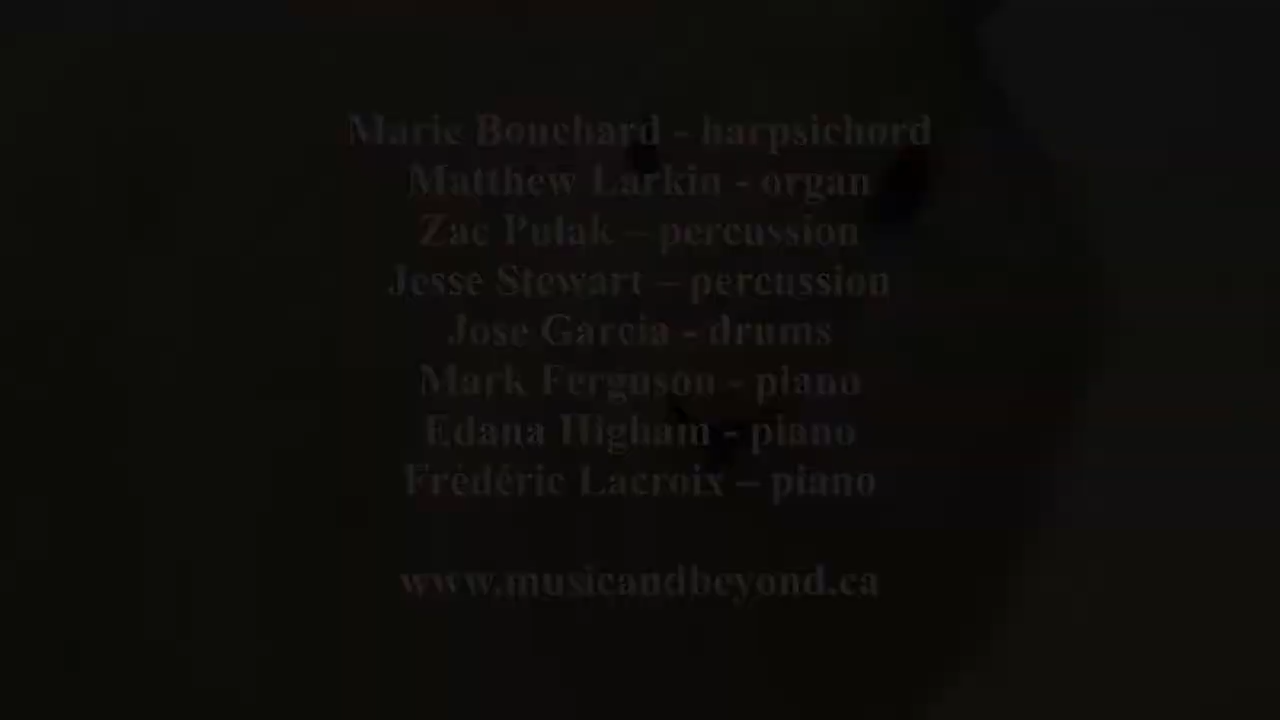 Marie Bouchard - harpsichord
Matthew Larkin - organ
Zac Pulak – percussion
Jesse Stewart – percussion
Jose Garcia - drums
Mark Ferguson - piano
Edana Higham - piano
Frédéric Lacroix – piano
www.musicandbeyond.ca